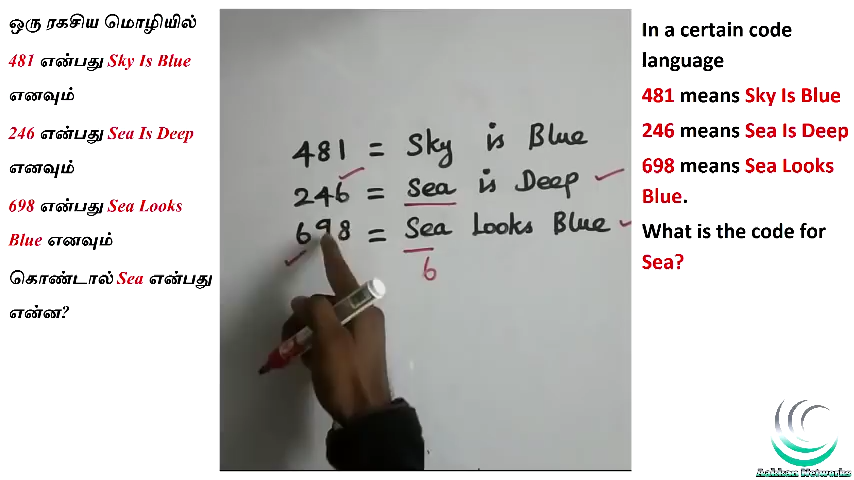 ஒரு ரகசிய மொழியில்
481 என்பது Sky Is Blue
எனவும்
246 என்பது Sea Is Deep
எனவும்
698 என்பது Sea Looks
Blue எனவும்
கொண்டால் Sea என்பது
என்ன?
481 = Sky is Blue
246 = Sea is Deep
698 = Sea Looks Blue
6
In a certain code
language
481 means Sky Is Blue
246 means Sea Is Deep
698 means Sea Looks
Blue.
What is the code for
Sea?
Aakkan Networks